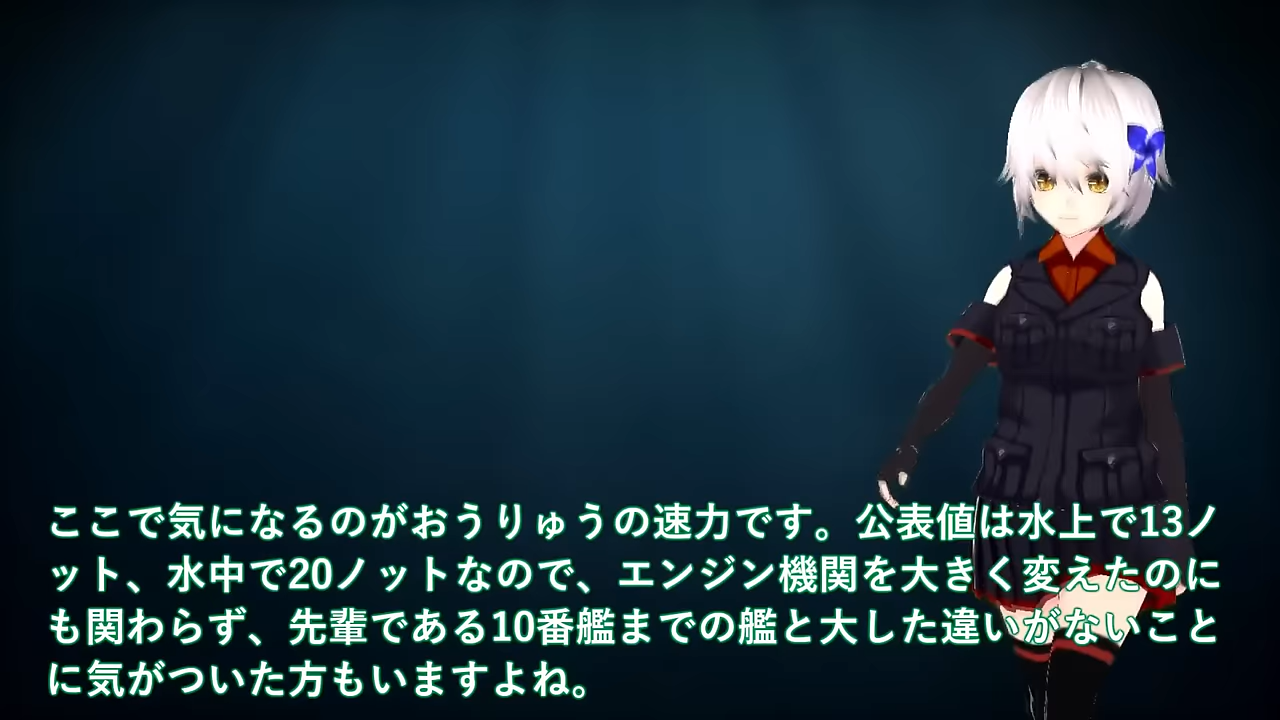 ここで気になるのがおうりゅうの速力です。公表値は水上で13ノ
ット、水中で20ノットなので、エンジン機関を大きく変えたのに
も関わらず、先輩である10番艦までの艦と大した違いがないこと
に気がついた方もいますよね。